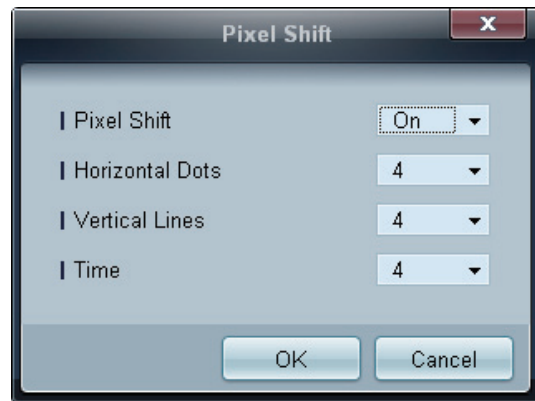 Pixel Shift
x
Pixel Shift On
Horizontal Dots 4
Vertical Lines 4
Time 4
OK Cancel